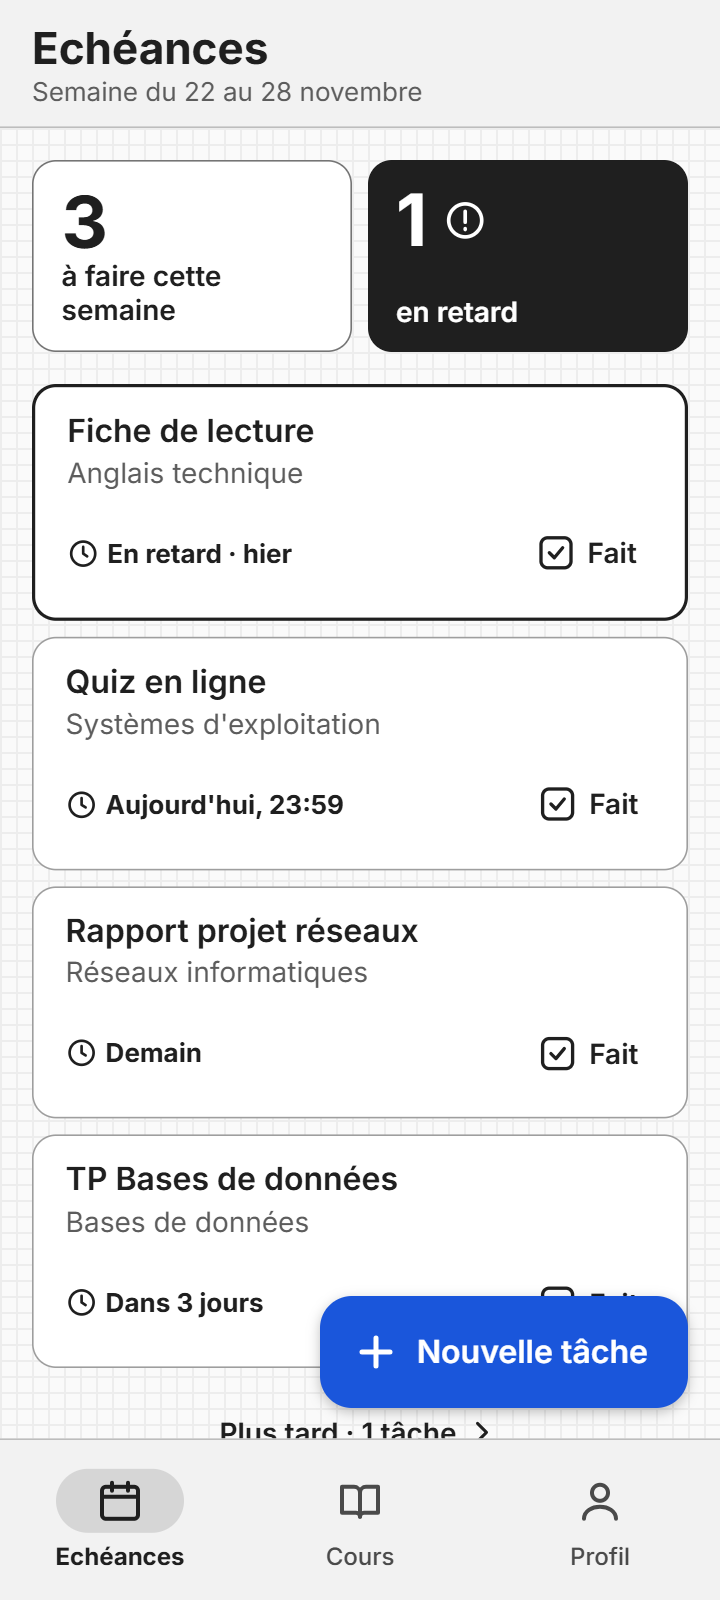 Echéances
Semaine du 22 au 28 novembre
3
à faire cette
semaine
1
en retard
Fiche de lecture
Anglais technique
En retard · hier
Fait
Quiz en ligne
Systèmes d'exploitation
Aujourd'hui, 23:59
Fait
Rapport projet réseaux
Réseaux informatiques
Demain
Fait
TP Bases de données
Bases de données
Dans 3 jours
Nouvelle tâche
Plus tard · 1 tâche
Echéances
Cours
Profil